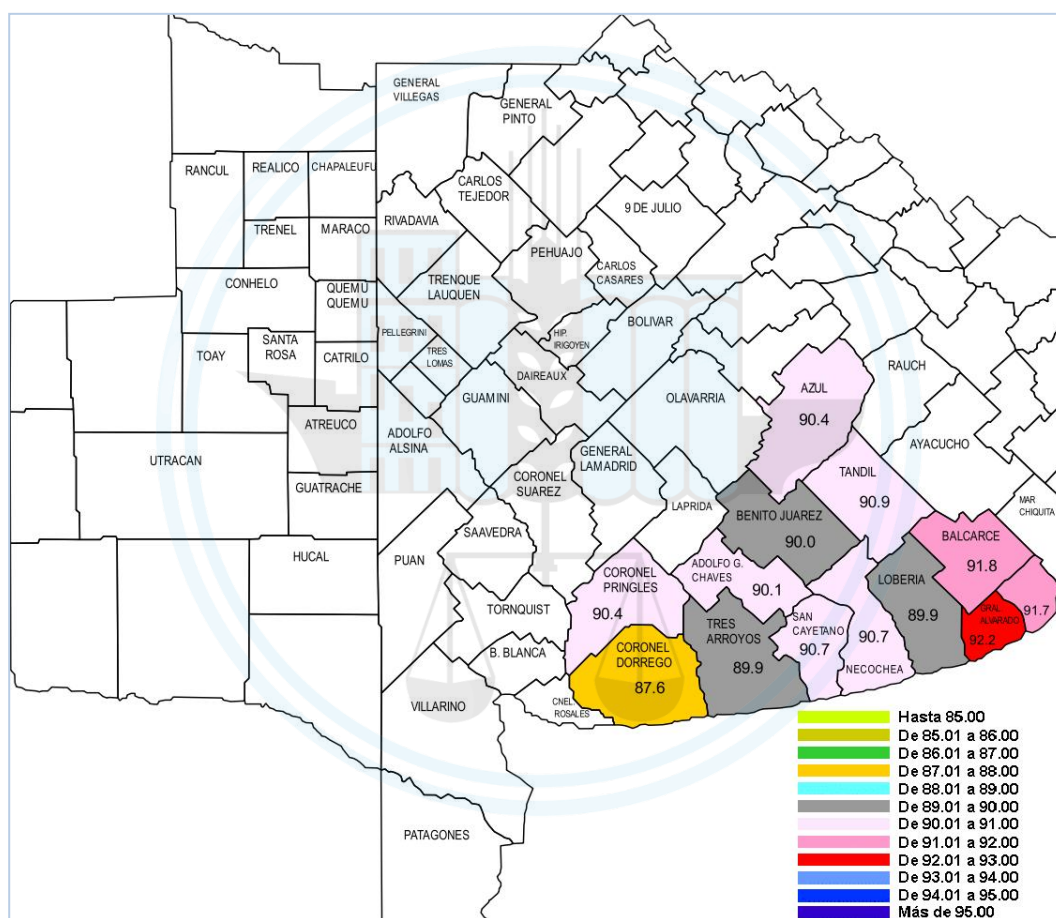 GENERAL
VILLEGAS
GENERAL
PINTO
RANCUL
REALICO
CHAPALEUFU
CARLOS
TEJEDOR
9 DE JULIO
RIVADAVIA
TRENEL
MARACO
PEHUAJO
CARLOS
CASARES
CONHELO
QUEMU
QUEMU
TRENQUE
LAUQUEN
BOLIVAR
PELLEGRINI
HIP.
IRIGOYEN
SANTA
ROSA
TOAY
CATRILO
TRES
LOMAS
DAIREAUX
RAUCH
AZUL
90.4
GUAMINI
OLAVARRIA
ATREUCO
ADOLFO
ALSINA
AYACUCHO
UTRACAN
GENERAL
LAMADRID
TANDIL
90.9
CORONEL
SUAREZ
GUATRACHE
LAPRIDA
BENITO JUAREZ
90.0
MAR
CHIQUITA
SAAVEDRA
BALCARCE
91.8
HUCAL
PUAN
CORONEL
PRINGLES
90.4
ADOLFO G.
CHAVES
90.1
LOBERIA
89.9
TORNQUIST
TRES
ARROYOS
89.9
SAN
CAYETANO
90.7
90.7
NECOCHEA
GRAL.
ALVARADO
92.2
91.7
B. BLANCA
CORONEL
DORREGO
87.6
CNEL.
ROSALES
VILLARINO
PATAGONES
Hasta 85.00
De 85.01 a 86.00
De 86.01 a 87.00
De 87.01 a 88.00
De 88.01 a 89.00
De 89.01 a 90.00
De 90.01 a 91.00
De 91.01 a 92.00
De 92.01 a 93.00
De 93.01 a 94.00
De 94.01 a 95.00
Más de 95.00